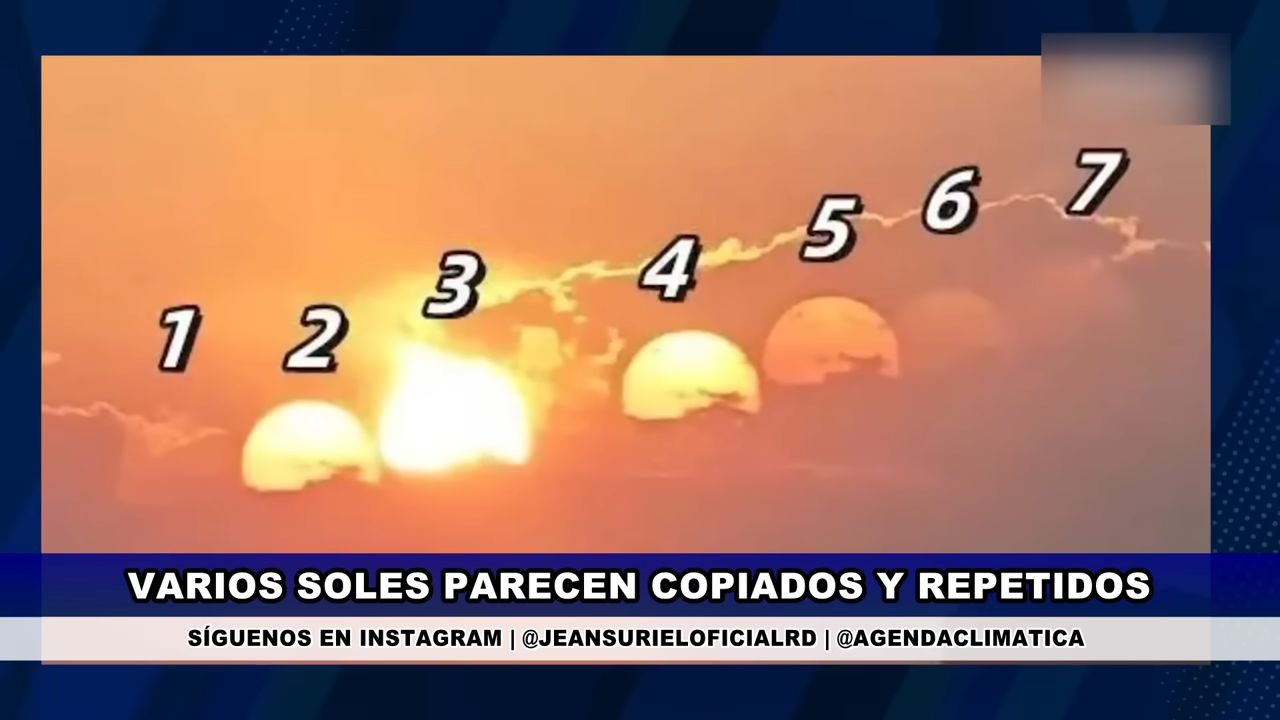 1 2 3 4 5 6 7
VARIOS SOLES PARECEN COPIADOS Y REPETIDOS
SÍGUENOS EN INSTAGRAM | @JEANSURIELOFICIALRD | @AGENDACLIMATICA